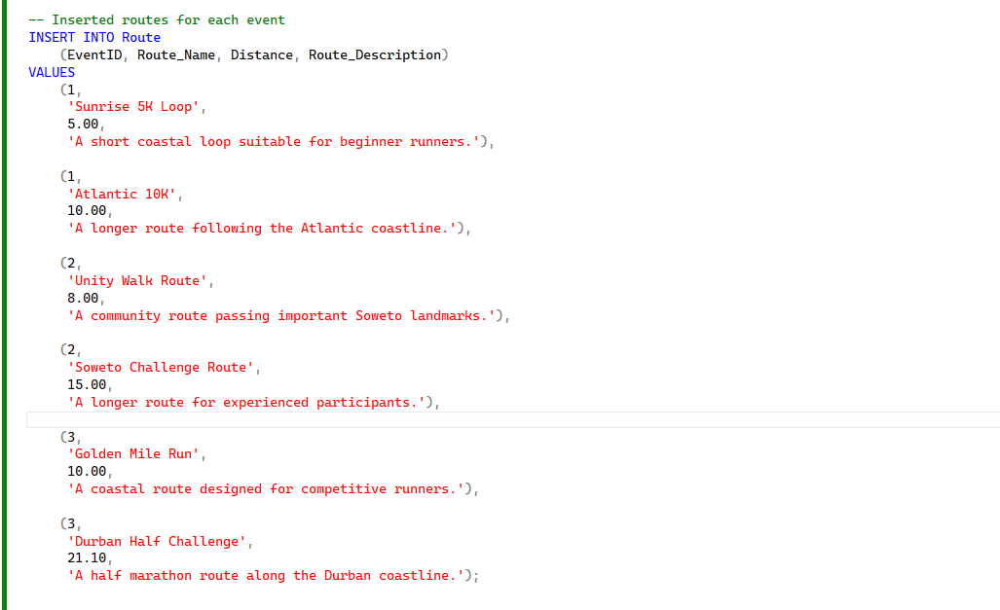 -- Inserted routes for each event
INSERT INTO Route
(EventID, Route_Name, Distance, Route_Description)
VALUES
(1,
'Sunrise 5K Loop',
5.00,
'A short coastal loop suitable for beginner runners.'),
(1,
'Atlantic 10K',
10.00,
'A longer route following the Atlantic coastline.'),
(2,
'Unity Walk Route',
8.00,
'A community route passing important Soweto landmarks.'),
(2,
'Soweto Challenge Route',
15.00,
'A longer route for experienced participants.'),
(3,
'Golden Mile Run',
10.00,
'A coastal route designed for competitive runners.'),
(3,
'Durban Half Challenge',
21.10,
'A half marathon route along the Durban coastline.');